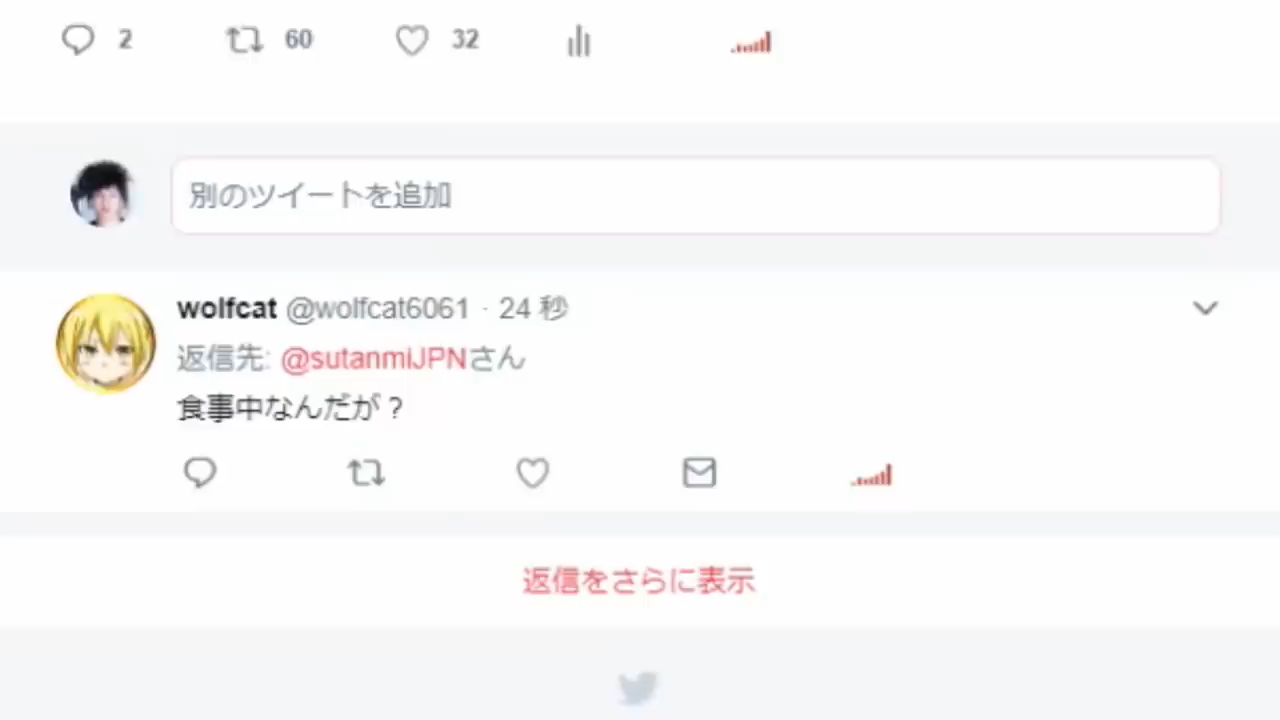 2 60 32
別のツイートを追加
wolfcat @wolfcat6061 · 24 秒
返信先: @sutanmiJPNさん
食事中なんだが？
返信をさらに表示